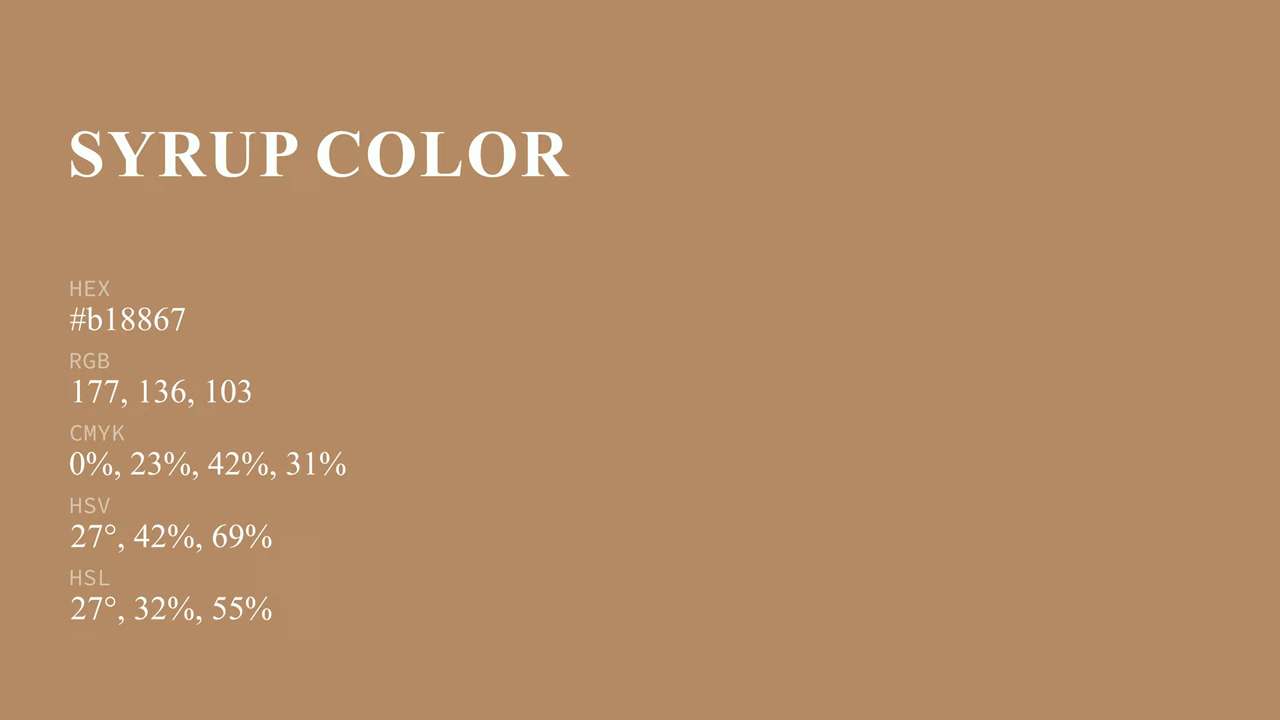 SYRUP COLOR
HEX
#b18867
RGB
177, 136, 103
CMYK
0%, 23%, 42%, 31%
HSV
27°, 42%, 69%
HSL
27°, 32%, 55%